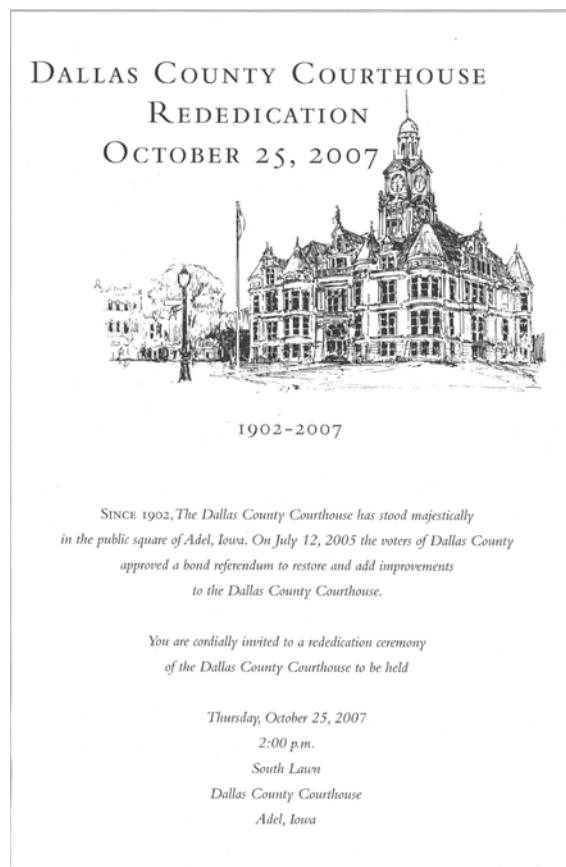 DALLAS COUNTY COURTHOUSE
REDEDICATION
OCTOBER 25, 2007
1902-2007
SINCE 1902, The Dallas County Courthouse has stood majestically
in the public square of Adel, Iowa. On July 12, 2005 the voters of Dallas County
approved a bond referendum to restore and add improvements
to the Dallas County Courthouse.
You are cordially invited to a rededication ceremony
of the Dallas County Courthouse to be held
Thursday, October 25, 2007
2:00 p.m.
South Lawn
Dallas County Courthouse
Adel, Iowa